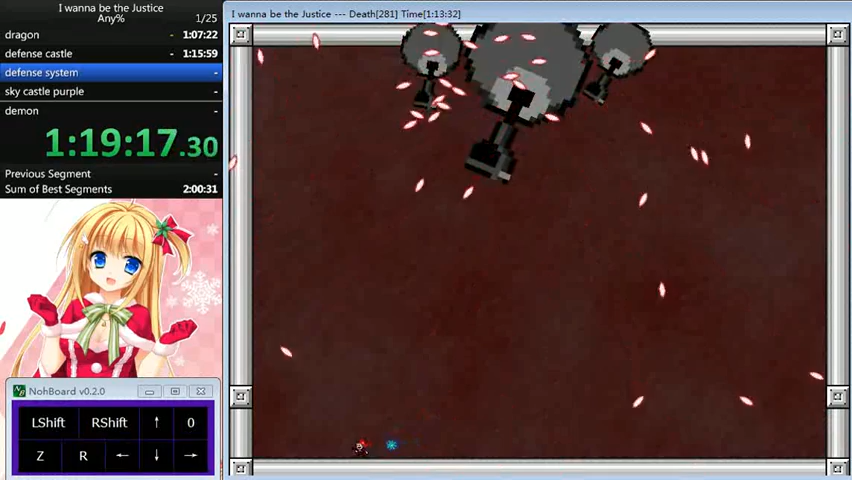 I wanna be the Justice
Any%
1/25
dragon 1:07:22
defense castle 1:15:59
defense system -
sky castle purple -
demon -
1:19:17.30
Previous Segment -
Sum of Best Segments 2:00:31
I wanna be the Justice --- Death[281] Time[1:13:32]
NohBoard v0.2.0
LShift RShift ↑ 0
Z R ← ↓ →